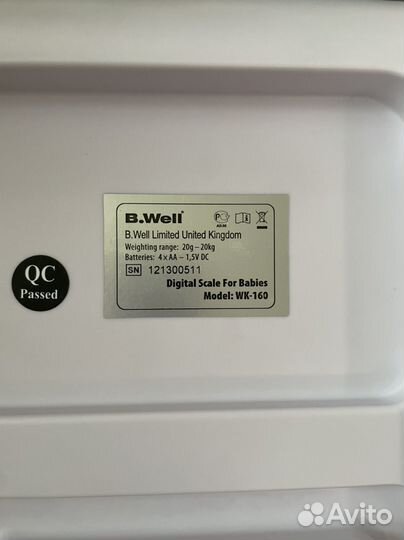 B.Well
B.Well Limited United Kingdom
Weighting range: 20g – 20kg
Batteries: 4 x AA – 1,5V DC
SN 121300511
Digital Scale For Babies
Model: WK-160
QC
Passed
Avito